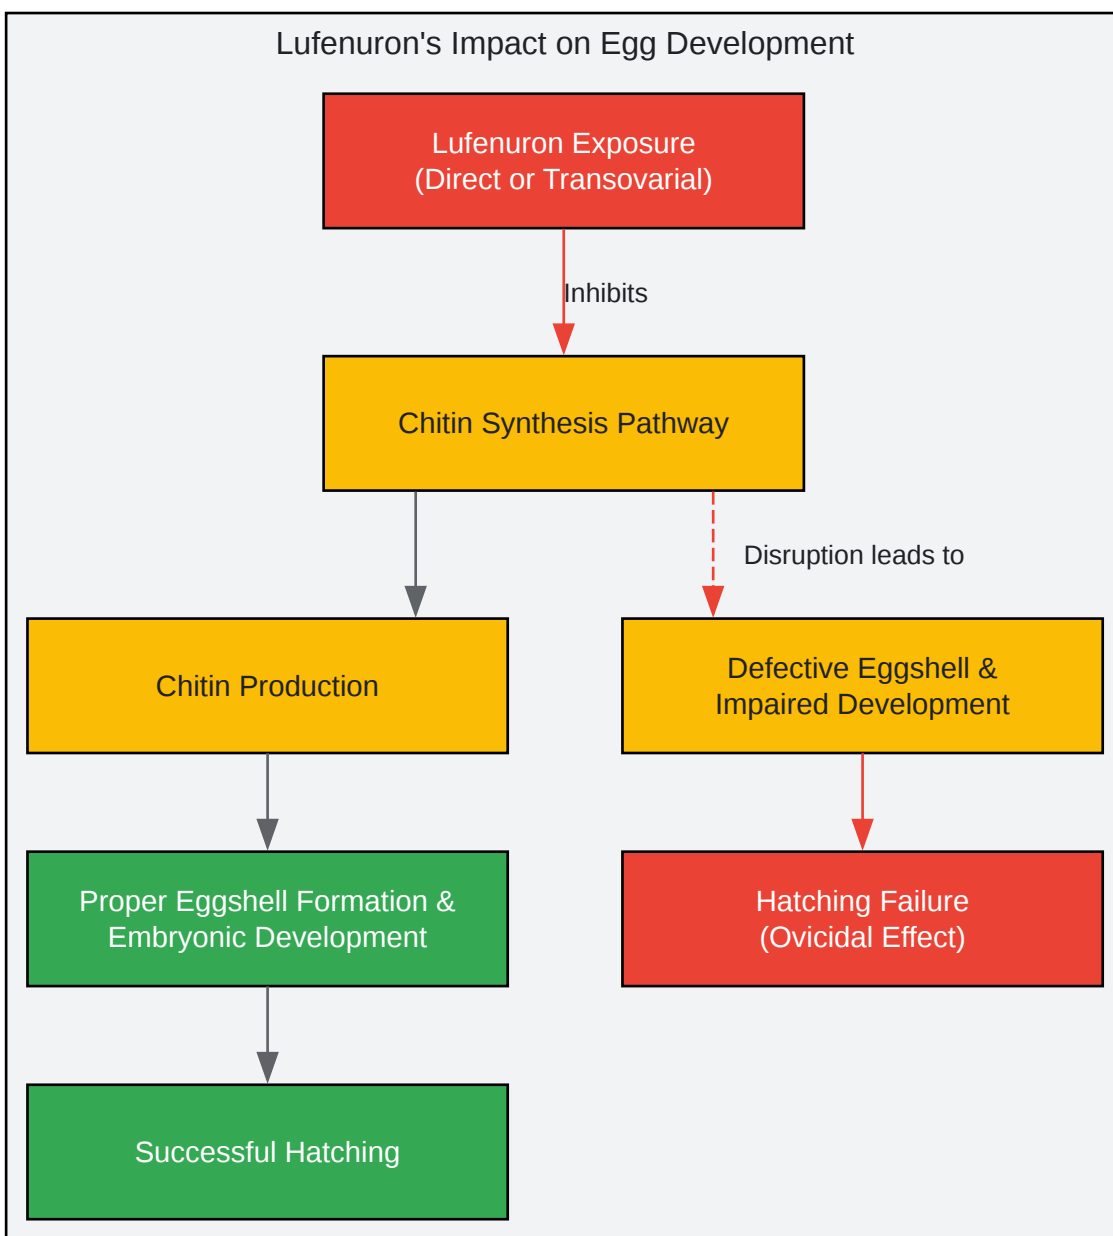 Lufenuron's Impact on Egg Development
Lufenuron Exposure
(Direct or Transovarial)
Inhibits
Chitin Synthesis Pathway
Disruption leads to
Chitin Production
Defective Eggshell &
Impaired Development
Proper Eggshell Formation &
Embryonic Development
Hatching Failure
(Ovicidal Effect)
Successful Hatching